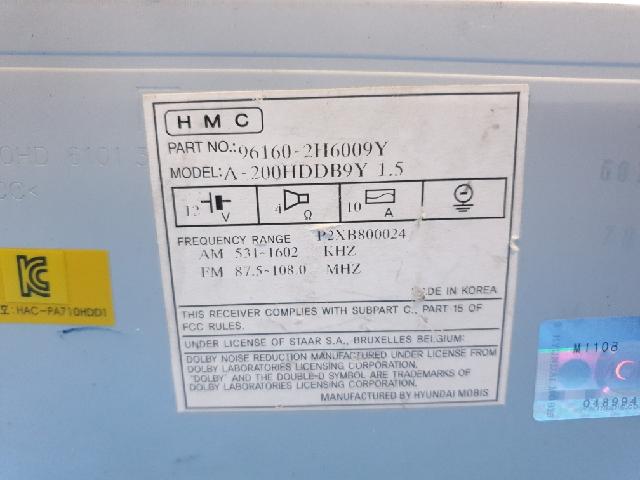 HMC
PART NO.:96160-2H6009Y
MODEL:A-200HDDB9Y 1.5
12 V 4 Ω 10 A
FREQUENCY RANGE P2XB800024
AM 531-1602 KHZ
FM 87.5-108.0 MHZ
MADE IN KOREA
THIS RECEIVER COMPLIES WITH SUBPART C, PART 15 OF
FCC RULES.
UNDER LICENSE OF STAAR S.A., BRUXELLES BELGIUM:
DOLBY NOISE REDUCTION MANUFACTURED UNDER LICENSE FROM
DOLBY LABORATORIES LICENSING CORPORATION.
"DOLBY" AND THE DOUBLE-D SYMBOL ARE TRADEMARKS OF
DOLBY LABORATORIES LICENSING CORPORATION.
MANUFACTURED BY HYUNDAI MOBIS
KC
: HAC-PA710HDD1
M1108